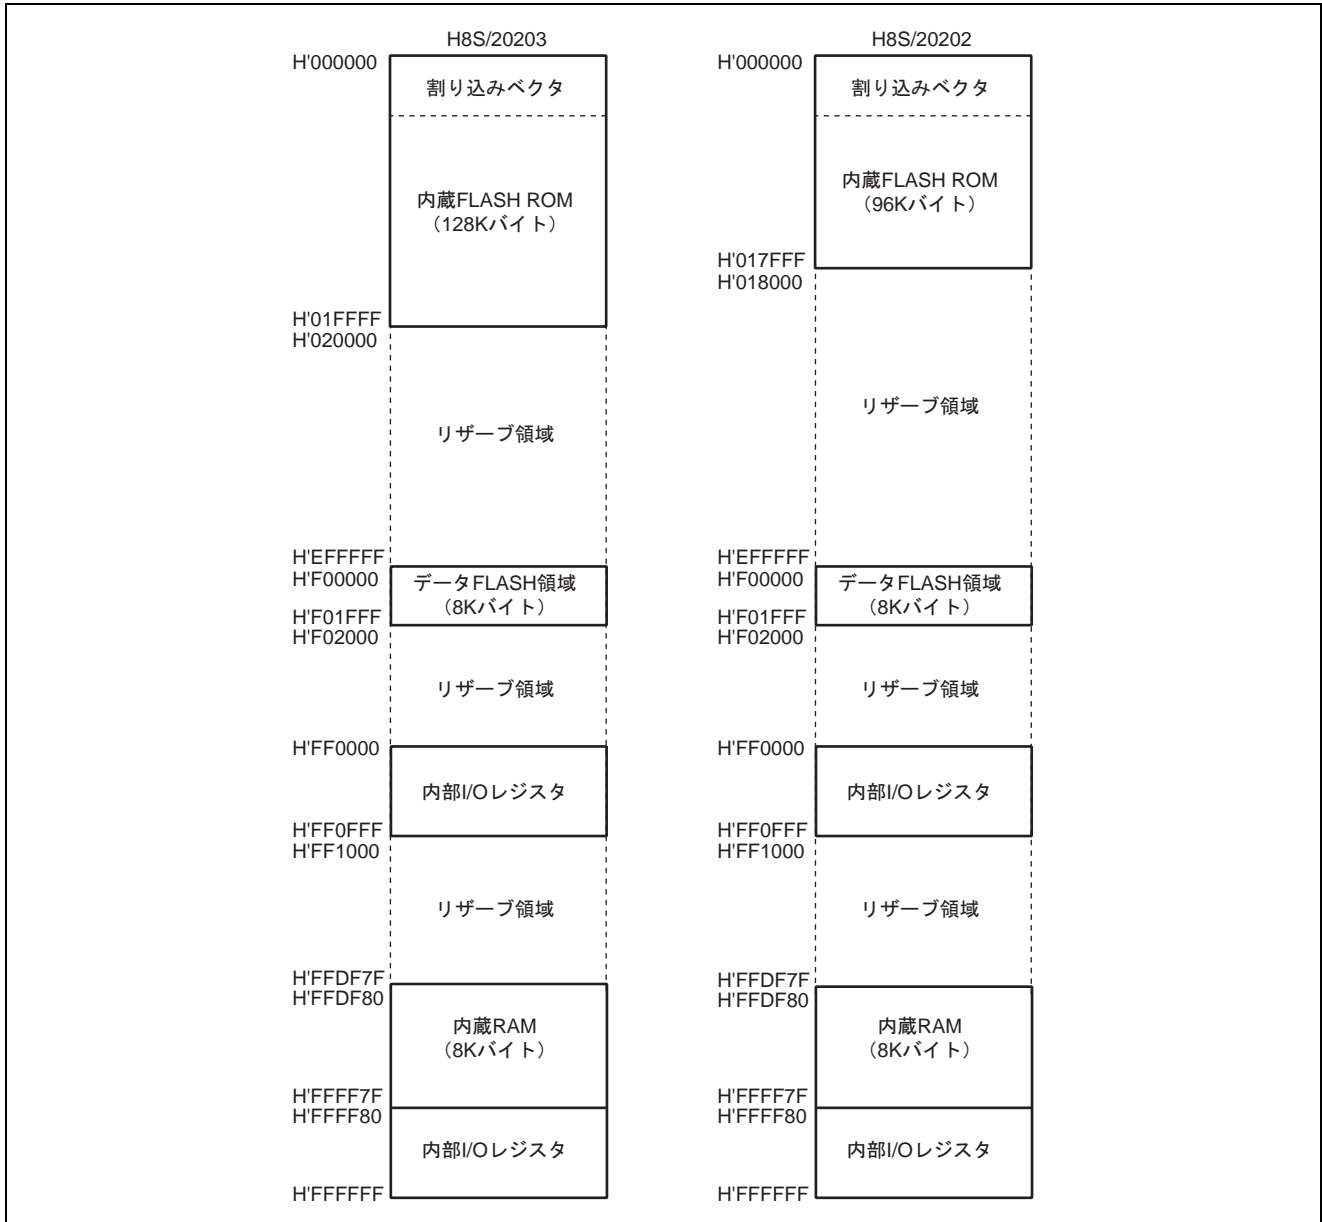 H8S/20203
H'000000
割り込みベクタ
内蔵FLASH ROM
（128Kバイト）
H'01FFFF
H'020000
リザーブ領域
H'EFFFFF
H'F00000
データFLASH領域
（8Kバイト）
H'F01FFF
H'F02000
リザーブ領域
H'FF0000
内部I/Oレジスタ
H'FF0FFF
H'FF1000
リザーブ領域
H'FFDF7F
H'FFDF80
内蔵RAM
（8Kバイト）
H'FFFF7F
H'FFFF80
内部I/Oレジスタ
H'FFFFFF
H8S/20202
H'000000
割り込みベクタ
内蔵FLASH ROM
（96Kバイト）
H'017FFF
H'018000
リザーブ領域
H'EFFFFF
H'F00000
データFLASH領域
（8Kバイト）
H'F01FFF
H'F02000
リザーブ領域
H'FF0000
内部I/Oレジスタ
H'FF0FFF
H'FF1000
リザーブ領域
H'FFDF7F
H'FFDF80
内蔵RAM
（8Kバイト）
H'FFFF7F
H'FFFF80
内部I/Oレジスタ
H'FFFFFF